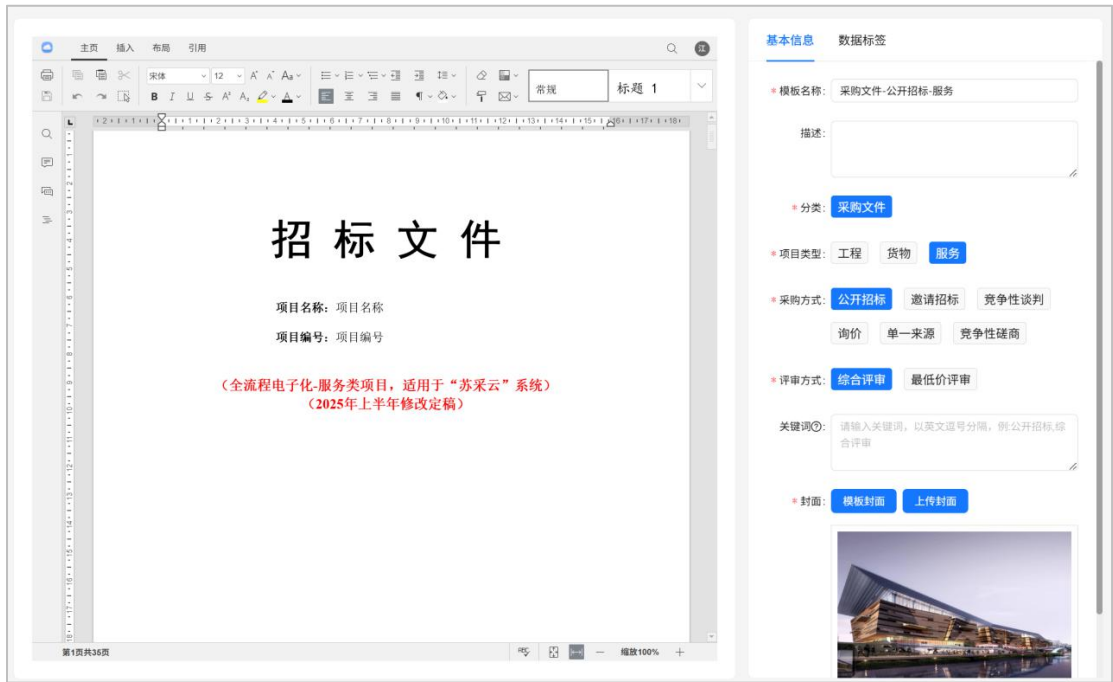 主页 插入 布局 引用
江
宋体 12
B I U S
常规 标题 1
招 标 文 件
项目名称：项目名称
项目编号：项目编号
（全流程电子化-服务类项目，适用于“苏采云”系统）
（2025年上半年修改定稿）
第1页共35页 缩放100%
基本信息 数据标签
* 模板名称: 采购文件-公开招标-服务
描述:
* 分类: 采购文件
* 项目类型: 工程 货物 服务
* 采购方式: 公开招标 邀请招标 竞争性谈判
询价 单一来源 竞争性磋商
* 评审方式: 综合评审 最低价评审
关键词?: 请输入关键词，以英文逗号分隔，例:公开招标,综
合评审
* 封面: 模板封面 上传封面